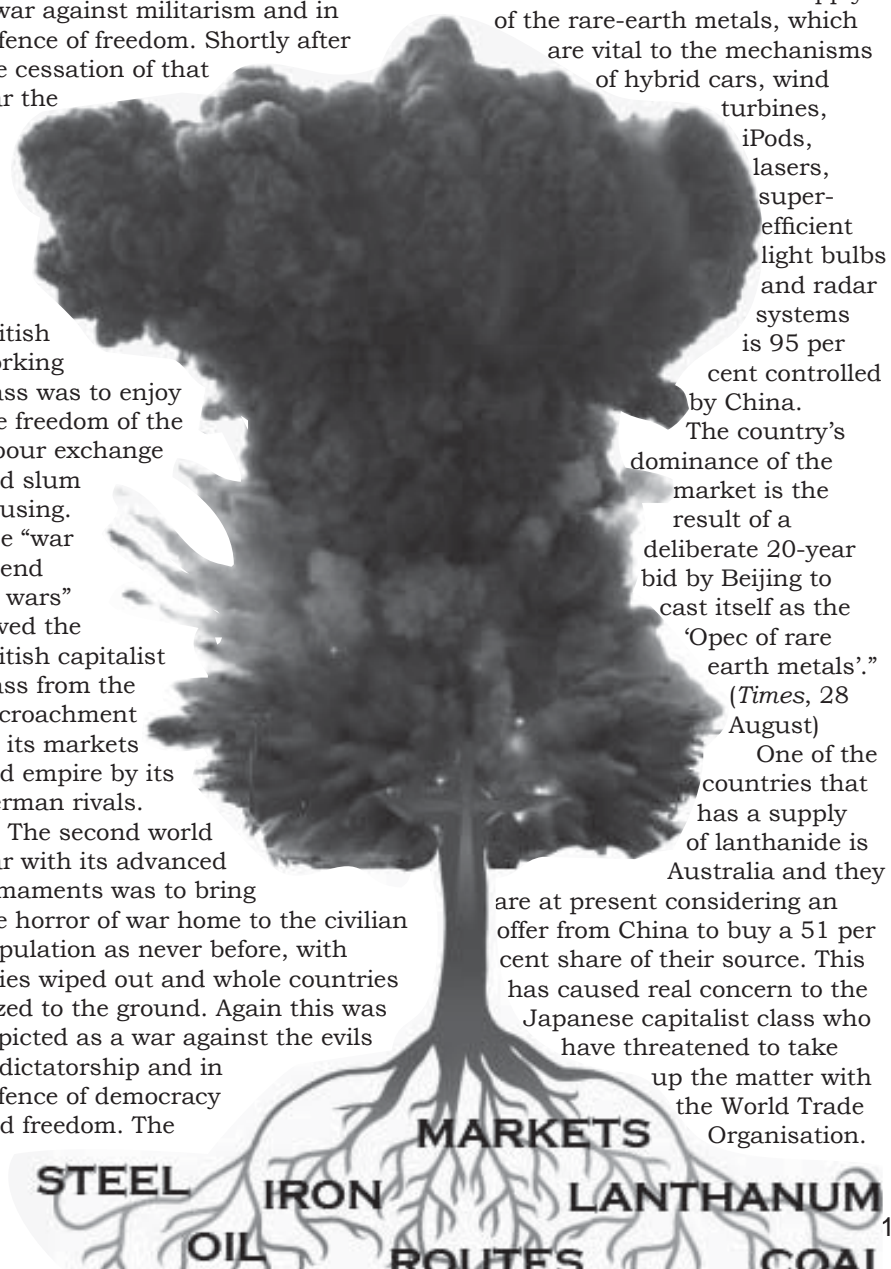 war against militarism and in
fence of freedom. Shortly after
e cessation of that
ar the
itish
orking
ass was to enjoy
e freedom of the
bour exchange
d slum
using.
e “war
end
wars”
ved the
itish capitalist
ass from the
croachment
its markets
d empire by its
erman rivals.
The second world
ar with its advanced
maments was to bring
e horror of war home to the civilian
pulation as never before, with
ies wiped out and whole countries
zed to the ground. Again this was
picted as a war against the evils
dictatorship and in
fence of democracy
d freedom. The
of the rare-earth metals, which
are vital to the mechanisms
of hybrid cars, wind
turbines,
iPods,
lasers,
super-
efficient
light bulbs
and radar
systems
is 95 per
cent controlled
by China.
The country’s
dominance of the
market is the
result of a
deliberate 20-year
bid by Beijing to
cast itself as the
‘Opec of rare
earth metals’.”
(Times, 28
August)
One of the
countries that
has a supply
of lanthanide is
Australia and they
are at present considering an
offer from China to buy a 51 per
cent share of their source. This
has caused real concern to the
Japanese capitalist class who
have threatened to take
up the matter with
the World Trade
Organisation.
MARKETS
STEEL
IRON
LANTHANUM
OIL
ROUTES
COAL
1